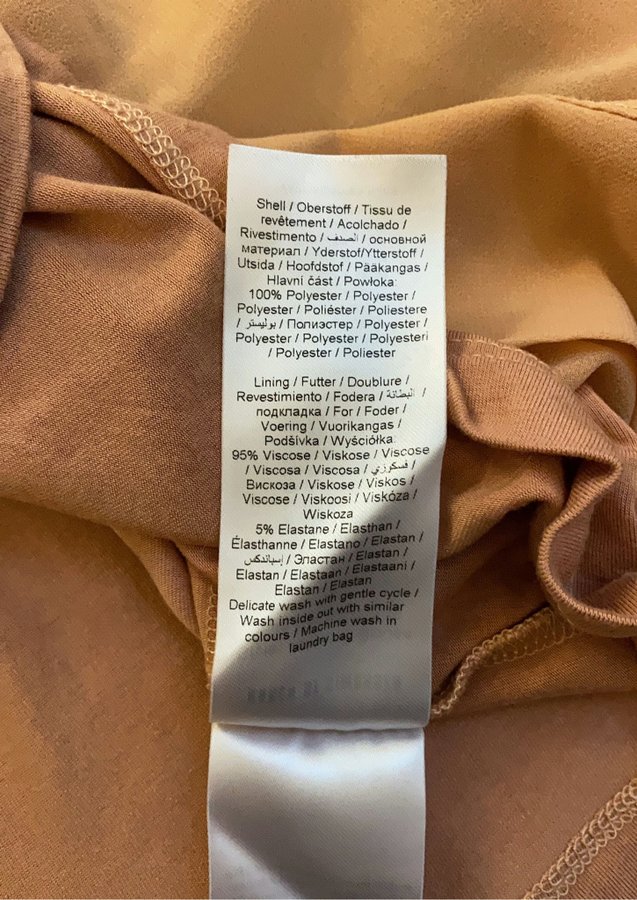 Shell / Oberstoff / Tissu de
revêtement / Acolchado /
Rivestimento / الصدف / основной
материал / Yderstof/Ytterstoff /
Utsida / Hoofdstof / Pääkangas /
Hlavní část / Powłoka:
100% Polyester / Polyester /
Polyester / Poliéster / Poliestere
/ بوليستر / Полиэстер / Polyester /
Polyester / Polyester / Polyesteri
/ Polyester / Poliester
Lining / Futter / Doublure /
Revestimiento / Fodera / البطانة /
подкладка / For / Foder /
Voering / Vuorikangas /
Podšívka / Wyściółka:
95% Viscose / Viskose / Viscose
/ Viscosa / Viscosa / فسكوزي /
Вискоза / Viskose / Viskos /
Viscose / Viskoosi / Viskóza /
Wiskoza
5% Elastane / Elasthan /
Élasthanne / Elastano / Elastan /
إسباندكس / Эластан / Elastan /
Elastan / Elastaan / Elastaani /
Elastan / Elastan
Delicate wash with gentle cycle /
Wash inside out with similar
colours / Machine wash in
laundry bag